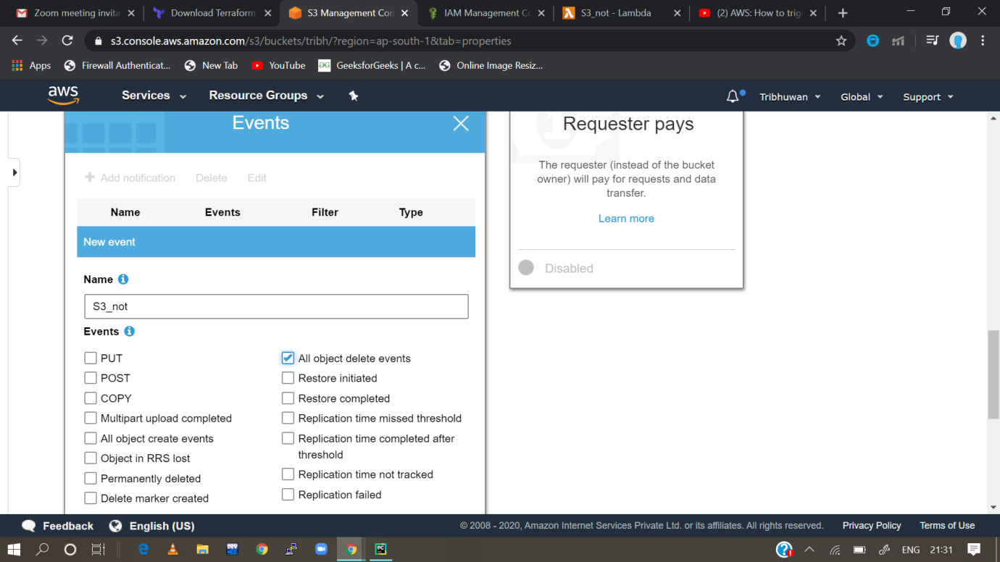 Zoom meeting invita
Download Terraform
S3 Management Con
IAM Management Co
S3_not - Lambda
(2) AWS: How to trig
s3.console.aws.amazon.com/s3/buckets/tribh/?region=ap-south-1&tab=properties
Apps
Firewall Authenticat...
New Tab
YouTube
GeeksforGeeks | A c...
Online Image Resiz...
aws
Services
Resource Groups
Tribhuwan
Global
Support
Events
Add notification
Delete
Edit
Name Events Filter Type
New event
Name
S3_not
Events
PUT
POST
COPY
Multipart upload completed
All object create events
Object in RRS lost
Permanently deleted
Delete marker created
All object delete events
Restore initiated
Restore completed
Replication time missed threshold
Replication time completed after
threshold
Replication time not tracked
Replication failed
Requester pays
The requester (instead of the bucket
owner) will pay for requests and data
transfer.
Learn more
Disabled
Feedback
English (US)
© 2008 - 2020, Amazon Internet Services Private Ltd. or its affiliates. All rights reserved.
Privacy Policy
Terms of Use
DEV
PC
ENG
21:31